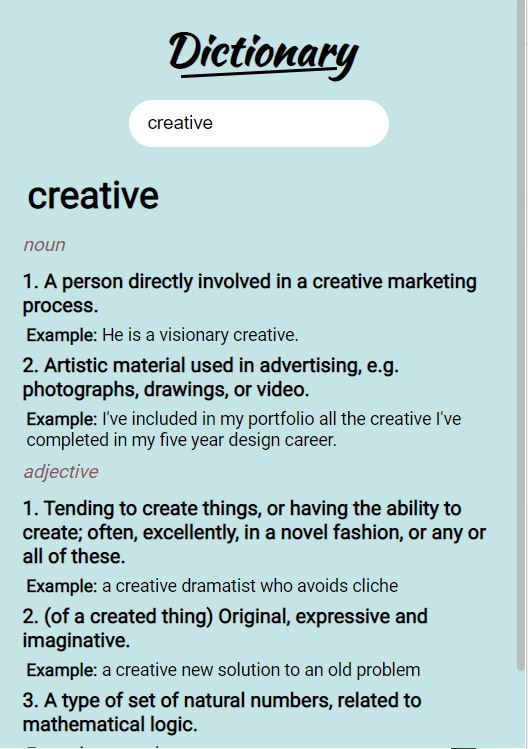 Dictionary
creative
creative
noun
1. A person directly involved in a creative marketing
process.
Example: He is a visionary creative.
2. Artistic material used in advertising, e.g.
photographs, drawings, or video.
Example: I've included in my portfolio all the creative I've
completed in my five year design career.
adjective
1. Tending to create things, or having the ability to
create; often, excellently, in a novel fashion, or any or
all of these.
Example: a creative dramatist who avoids cliche
2. (of a created thing) Original, expressive and
imaginative.
Example: a creative new solution to an old problem
3. A type of set of natural numbers, related to
mathematical logic.